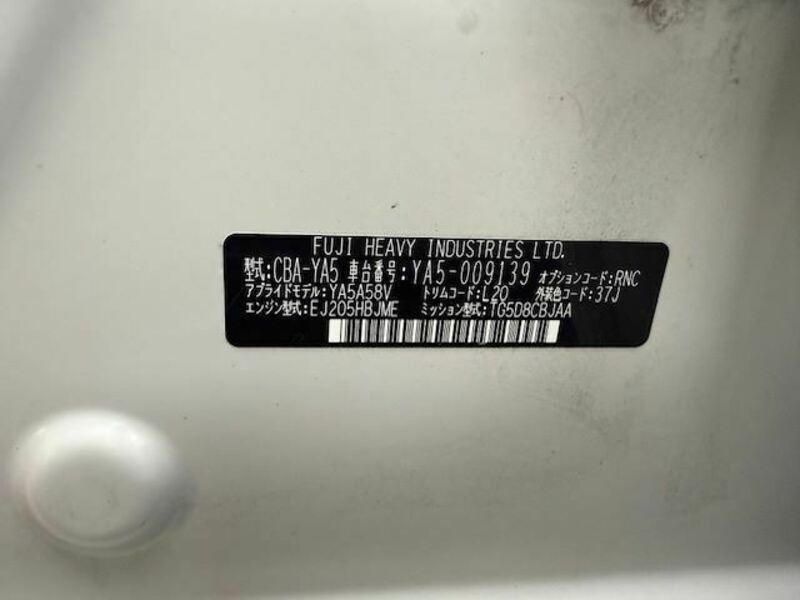 FUJI HEAVY INDUSTRIES LTD.
型式:CBA-YA5 車台番号:YA5-009139 オプションコード:RNC
アプライドモデル:YA5A58V トリムコード:L20 外装色コード:37J
エンジン型式:EJ205HBJME ミッション型式:TG5D8CBJAA